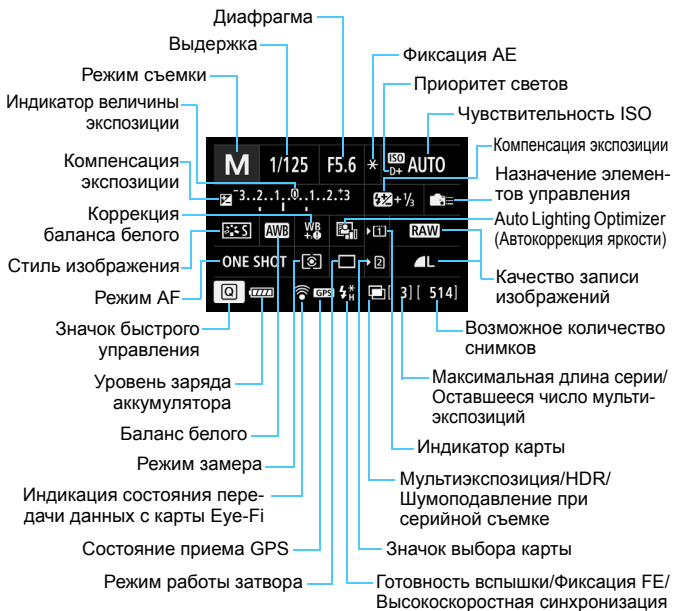 Диафрагма
Выдержка
Фиксация AE
Режим съемки
Приоритет светов
Индикатор величины
экспозиции
Чувствительность ISO
Компенсация экспозиции
Компенсация
экспозиции
Назначение элемен-
тов управления
Коррекция
баланса белого
Auto Lighting Optimizer
(Автокоррекция яркости)
Стиль изображения
Режим AF
Качество записи
изображений
Значок быстрого
управления
Возможное количество
снимков
Уровень заряда
аккумулятора
Максимальная длина серии/
Оставшееся число мульти-
экспозиций
Баланс белого
Индикатор карты
Режим замера
Мультиэкспозиция/HDR/
Шумоподавление при
серийной съемке
Индикация состояния пере-
дачи данных с карты Eye-Fi
Состояние приема GPS
Значок выбора карты
Режим работы затвора
Готовность вспышки/Фиксация FE/
Высокоскоростная синхронизация
M 1/125 F5.6 * ISO D+ AUTO
-3..2..1..0..1..2.+3 +1/3
S AWB WB +/- 1 RAW
ONE SHOT 2 L
Q GPS H [ 3] [ 514]